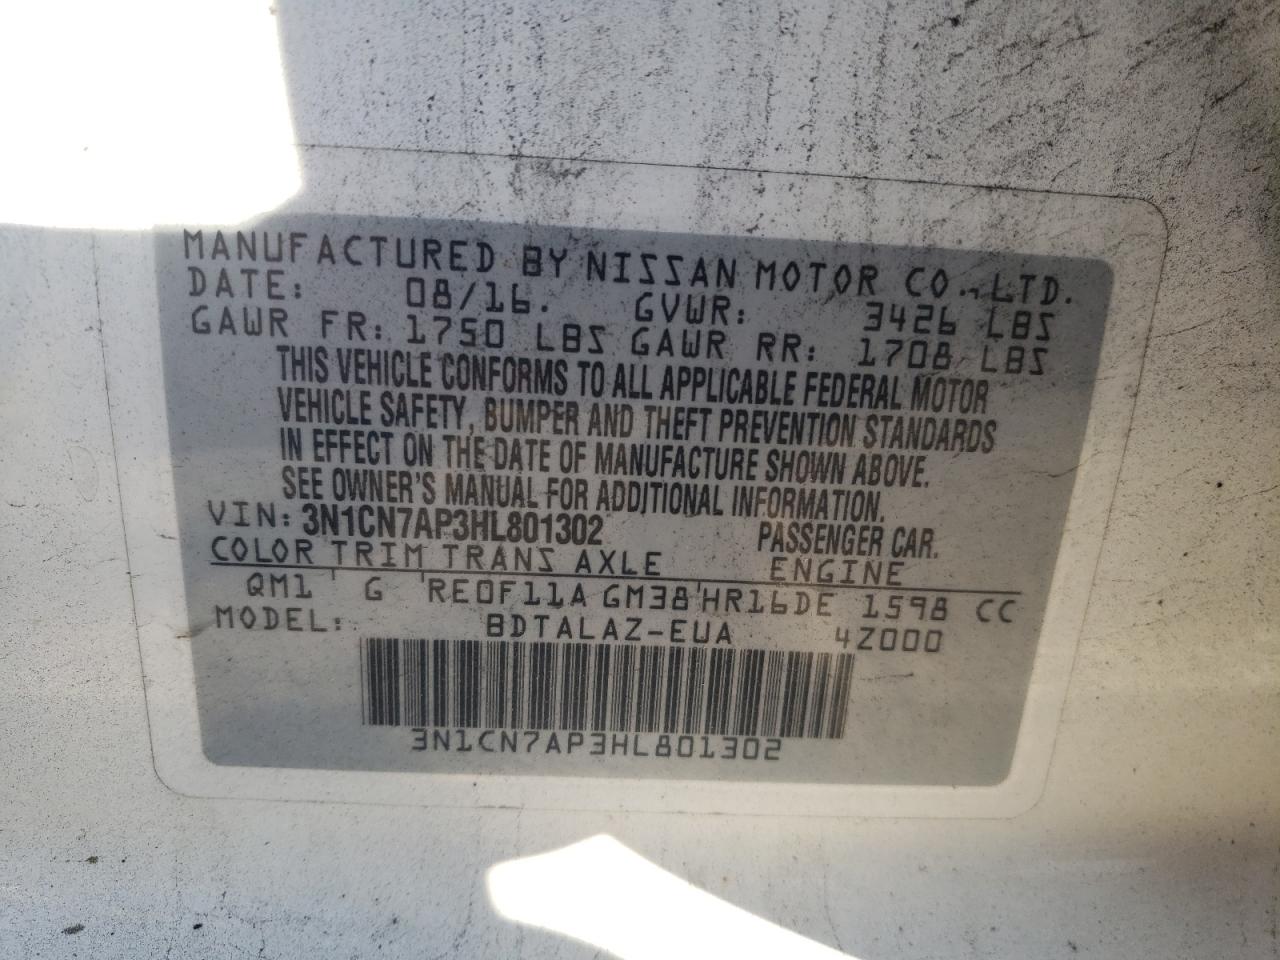 MANUFACTURED BY NISSAN MOTOR CO., LTD.
DATE: 08/16. GVWR: 3426 LBS
GAWR FR: 1750 LBS GAWR RR: 1708 LBS
THIS VEHICLE CONFORMS TO ALL APPLICABLE FEDERAL MOTOR
VEHICLE SAFETY, BUMPER AND THEFT PREVENTION STANDARDS
IN EFFECT ON THE DATE OF MANUFACTURE SHOWN ABOVE.
SEE OWNER'S MANUAL FOR ADDITIONAL INFORMATION.
VIN: 3N1CN7AP3HL801302 PASSENGER CAR.
COLOR TRIM TRANS AXLE ENGINE
QM1 ' G 'RE0F11A GM38'HR16DE 1598 CC
MODEL: BDTALAZ-EUA 4Z000
3N1CN7AP3HL801302